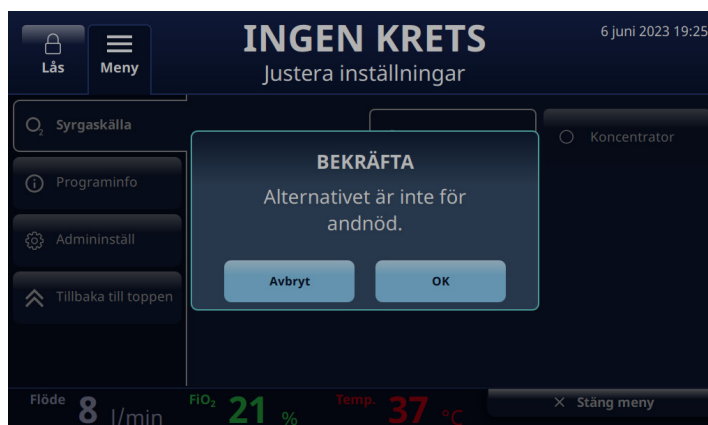 INGEN KRETS
6 juni 2023 19:25
Lås
Meny
Justera inställningar
O2 Syrgaskälla
Koncentrator
Programinfo
Admininställ
Tillbaka till toppen
BEKRÄFTA
Alternativet är inte för
andnöd.
Avbryt
OK
Flöde 8 l/min
FiO2 21 %
Temp. 37 °C
× Stäng meny